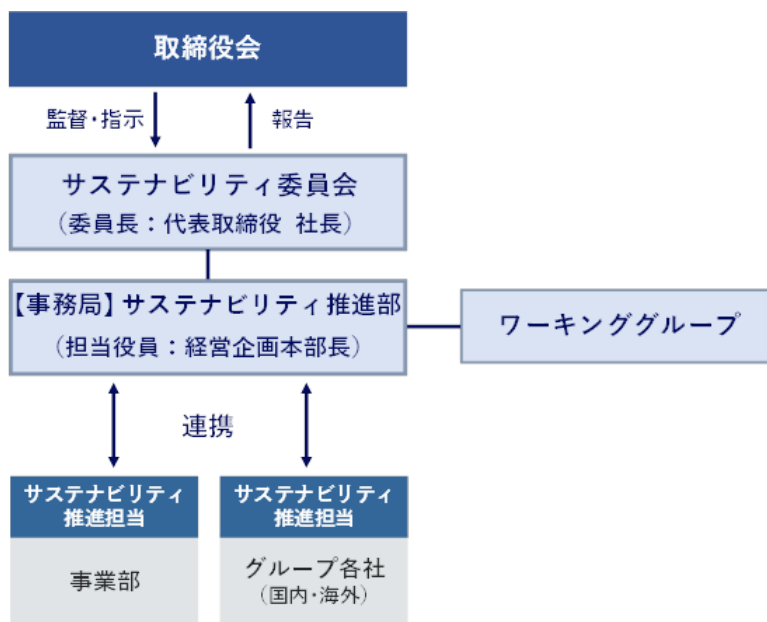 取締役会
監督・指示
報告
サステナビリティ委員会
（委員長：代表取締役 社長）
【事務局】サステナビリティ推進部
（担当役員：経営企画本部長）
ワーキンググループ
連携
サステナビリティ
推進担当
事業部
サステナビリティ
推進担当
グループ各社
（国内・海外）